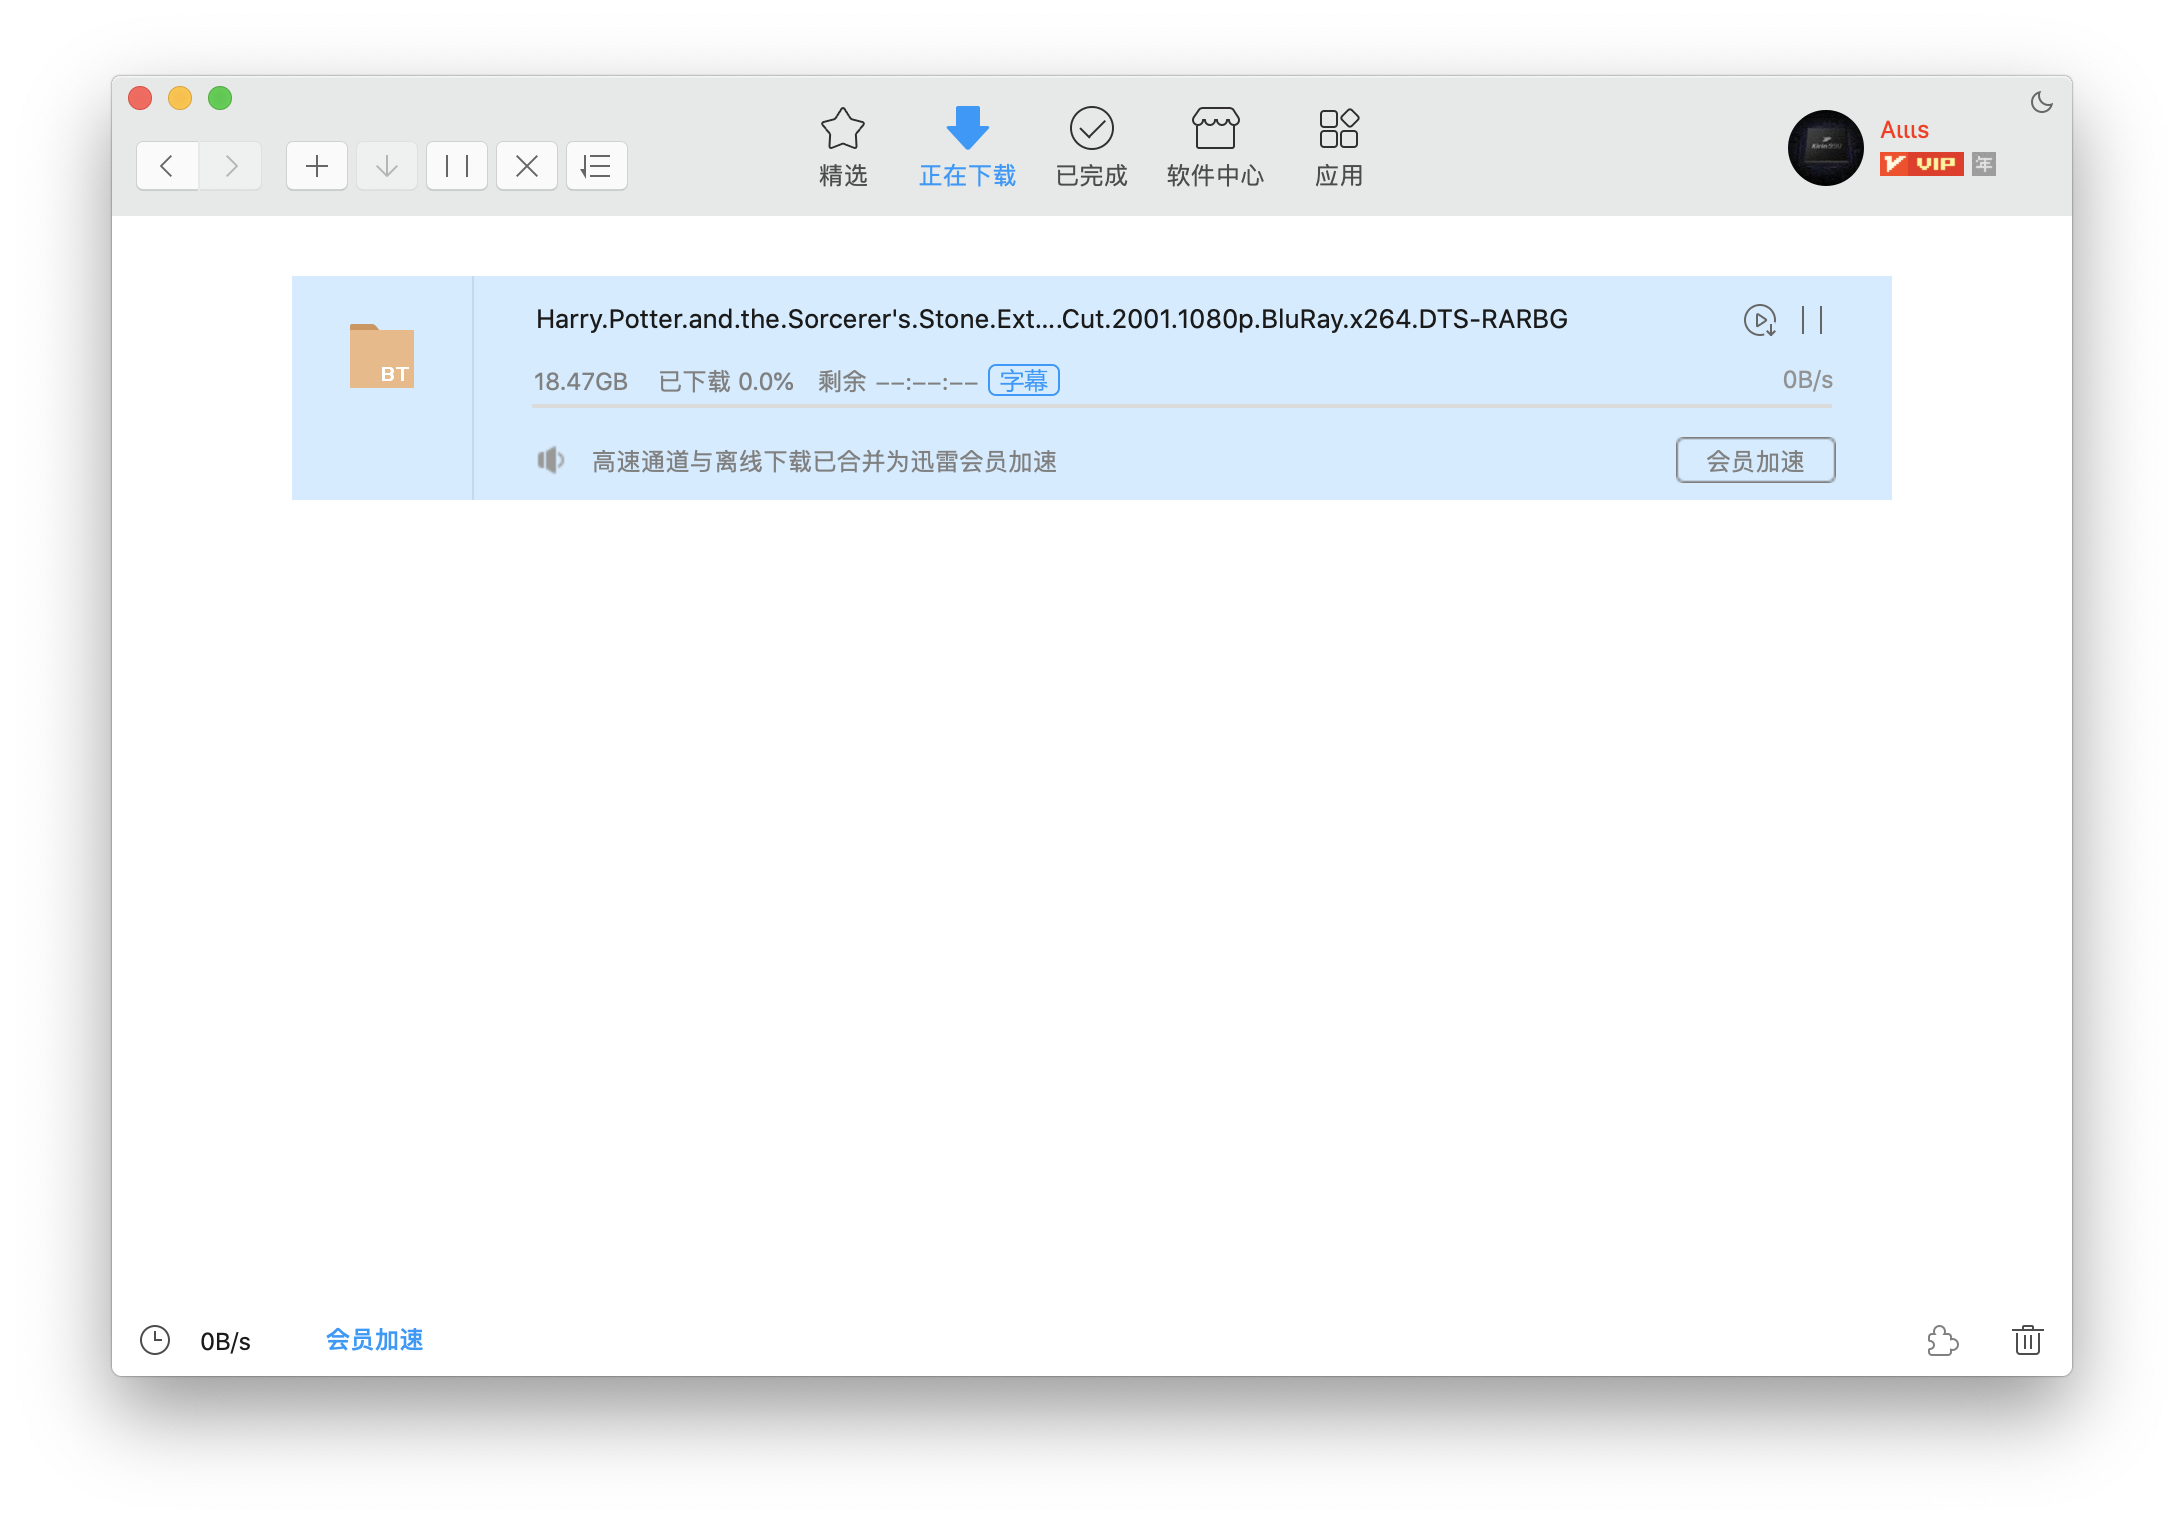 精选
正在下载
已完成
软件中心
应用
Kirin 990
Aιιιs
VIP 年
Harry.Potter.and.the.Sorcerer's.Stone.Ext....Cut.2001.1080p.BluRay.x264.DTS-RARBG
BT
18.47GB 已下载 0.0% 剩余 --:--:-- 字幕 0B/s
高速通道与离线下载已合并为迅雷会员加速 会员加速
0B/s 会员加速